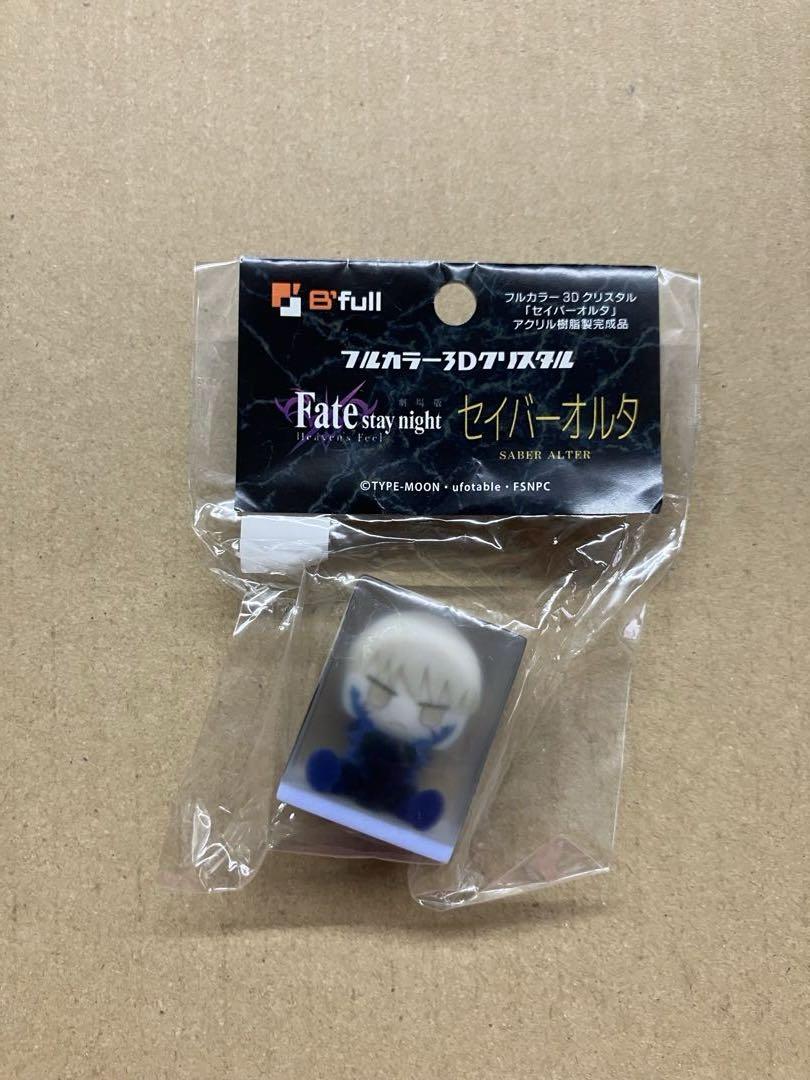 B'full
フルカラー3Dクリスタル
「セイバーオルタ」
アクリル樹脂製完成品
フルカラー3Dクリスタル
劇場版
Fate stay night
Heaven's Feel
セイバーオルタ
SABER ALTER
©TYPE-MOON・ufotable・FSNPC